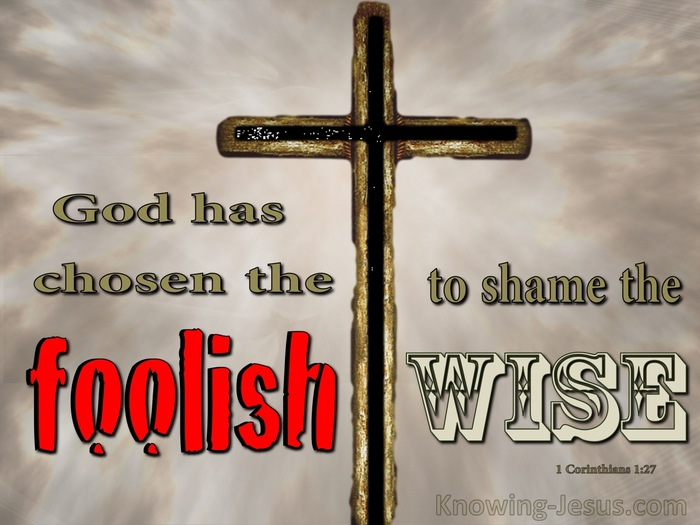 God has
chosen the
foolish
to shame the
WISE
1 Corinthians 1:27
Knowing-Jesus.com